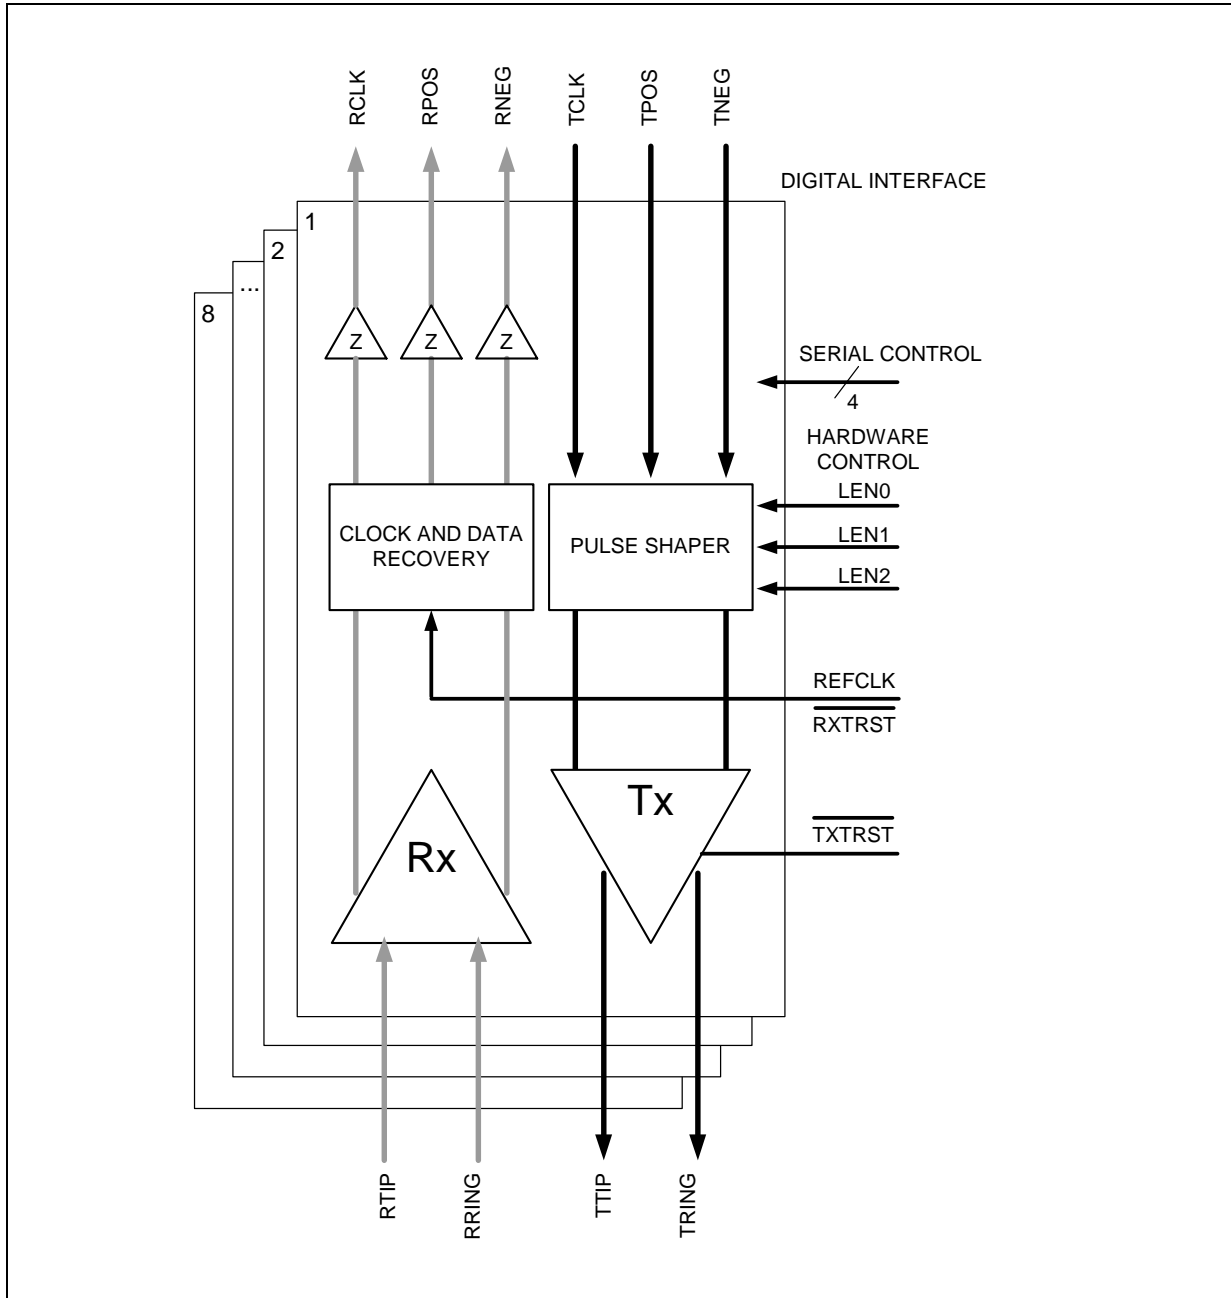 RCLK
RPOS
RNEG
TCLK
TPOS
TNEG
DIGITAL INTERFACE
1
2
...
8
Z
Z
Z
SERIAL CONTROL
4
HARDWARE
CONTROL
LEN0
LEN1
LEN2
CLOCK AND DATA
RECOVERY
PULSE SHAPER
REFCLK
RXTRST
TXTRST
Tx
Rx
RTIP
RRING
TTIP
TRING